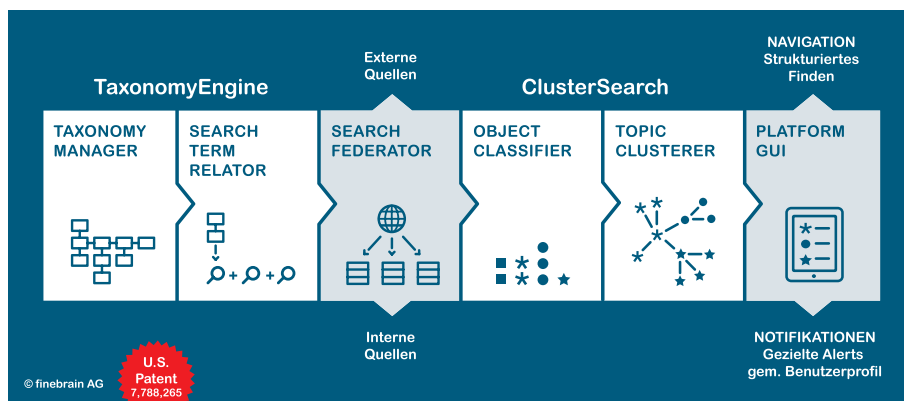 TaxonomyEngine
Externe
Quellen
ClusterSearch
NAVIGATION
Strukturiertes
Finden
TAXONOMY
MANAGER
SEARCH
TERM
RELATOR
SEARCH
FEDERATOR
OBJECT
CLASSIFIER
TOPIC
CLUSTERER
PLATFORM
GUI
Interne
Quellen
NOTIFIKATIONEN
Gezielte Alerts
gem. Benutzerprofil
© finebrain AG
U.S.
Patent
7,788,265